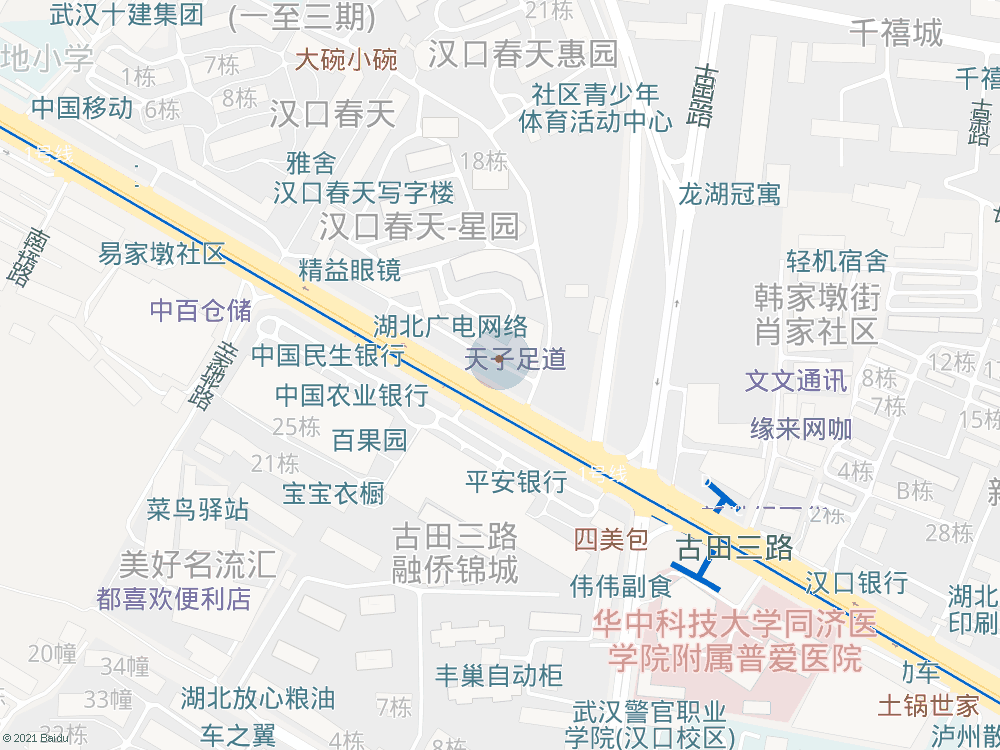 武汉十建集团
(一至三期)
21栋
千禧城
地小学
1栋
7栋
大碗小碗
汉口春天惠园
千禧
中国移动
6栋
8栋
汉口春天
社区青少年
体育活动中心
古田三路
1号线
雅舍
18栋
汉口春天写字楼
龙湖冠寓
汉口春天-星园
易家墩社区
精益眼镜
轻机宿舍
韩家墩街
肖家社区
中百仓储
湖北广电网络
中国民生银行
天子足道
12栋
中国农业银行
文文通讯
8栋
7栋
15栋
25栋
百果园
缘来网咖
21栋
宝宝衣橱
平安银行
1号线
4栋
B栋
新
菜鸟驿站
2栋
28栋
古田三路
融侨锦城
四美包
古田三路
美好名流汇
都喜欢便利店
伟伟副食
汉口银行
湖北
印刷
华中科技大学同济医
学院附属普爱医院
20幢
34幢
33幢
丰巢自动柜
湖北放心粮油
7栋
土锅世家
武汉警官职业
学院(汉口校区)
车之翼
4栋
8栋
泸州散
© 2021 Baidu